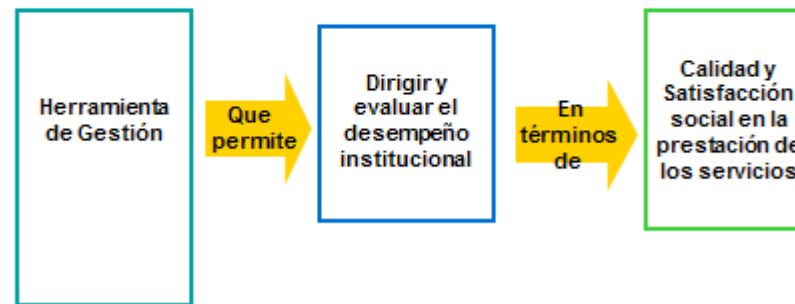 Herramienta
de Gestión
Que
permite
Dirigir y
evaluar el
desempeño
institucional
En
términos
de
Calidad y
Satisfacción
social en la
prestación de
los servicios